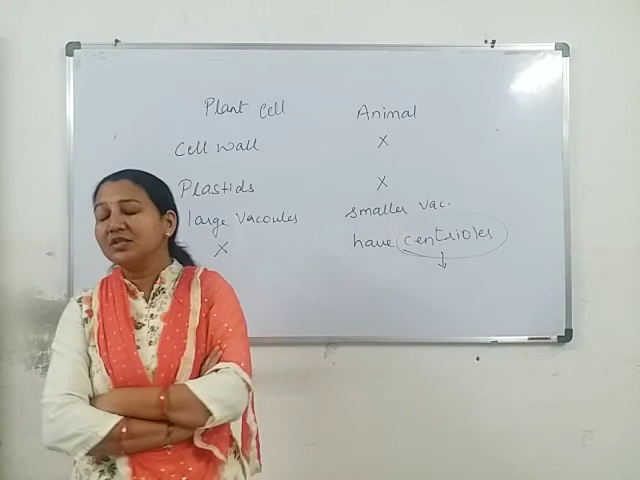 Plant Cell Animal
Cell wall X
Plastids X
large Vacoules smaller vac.
X have centrioles